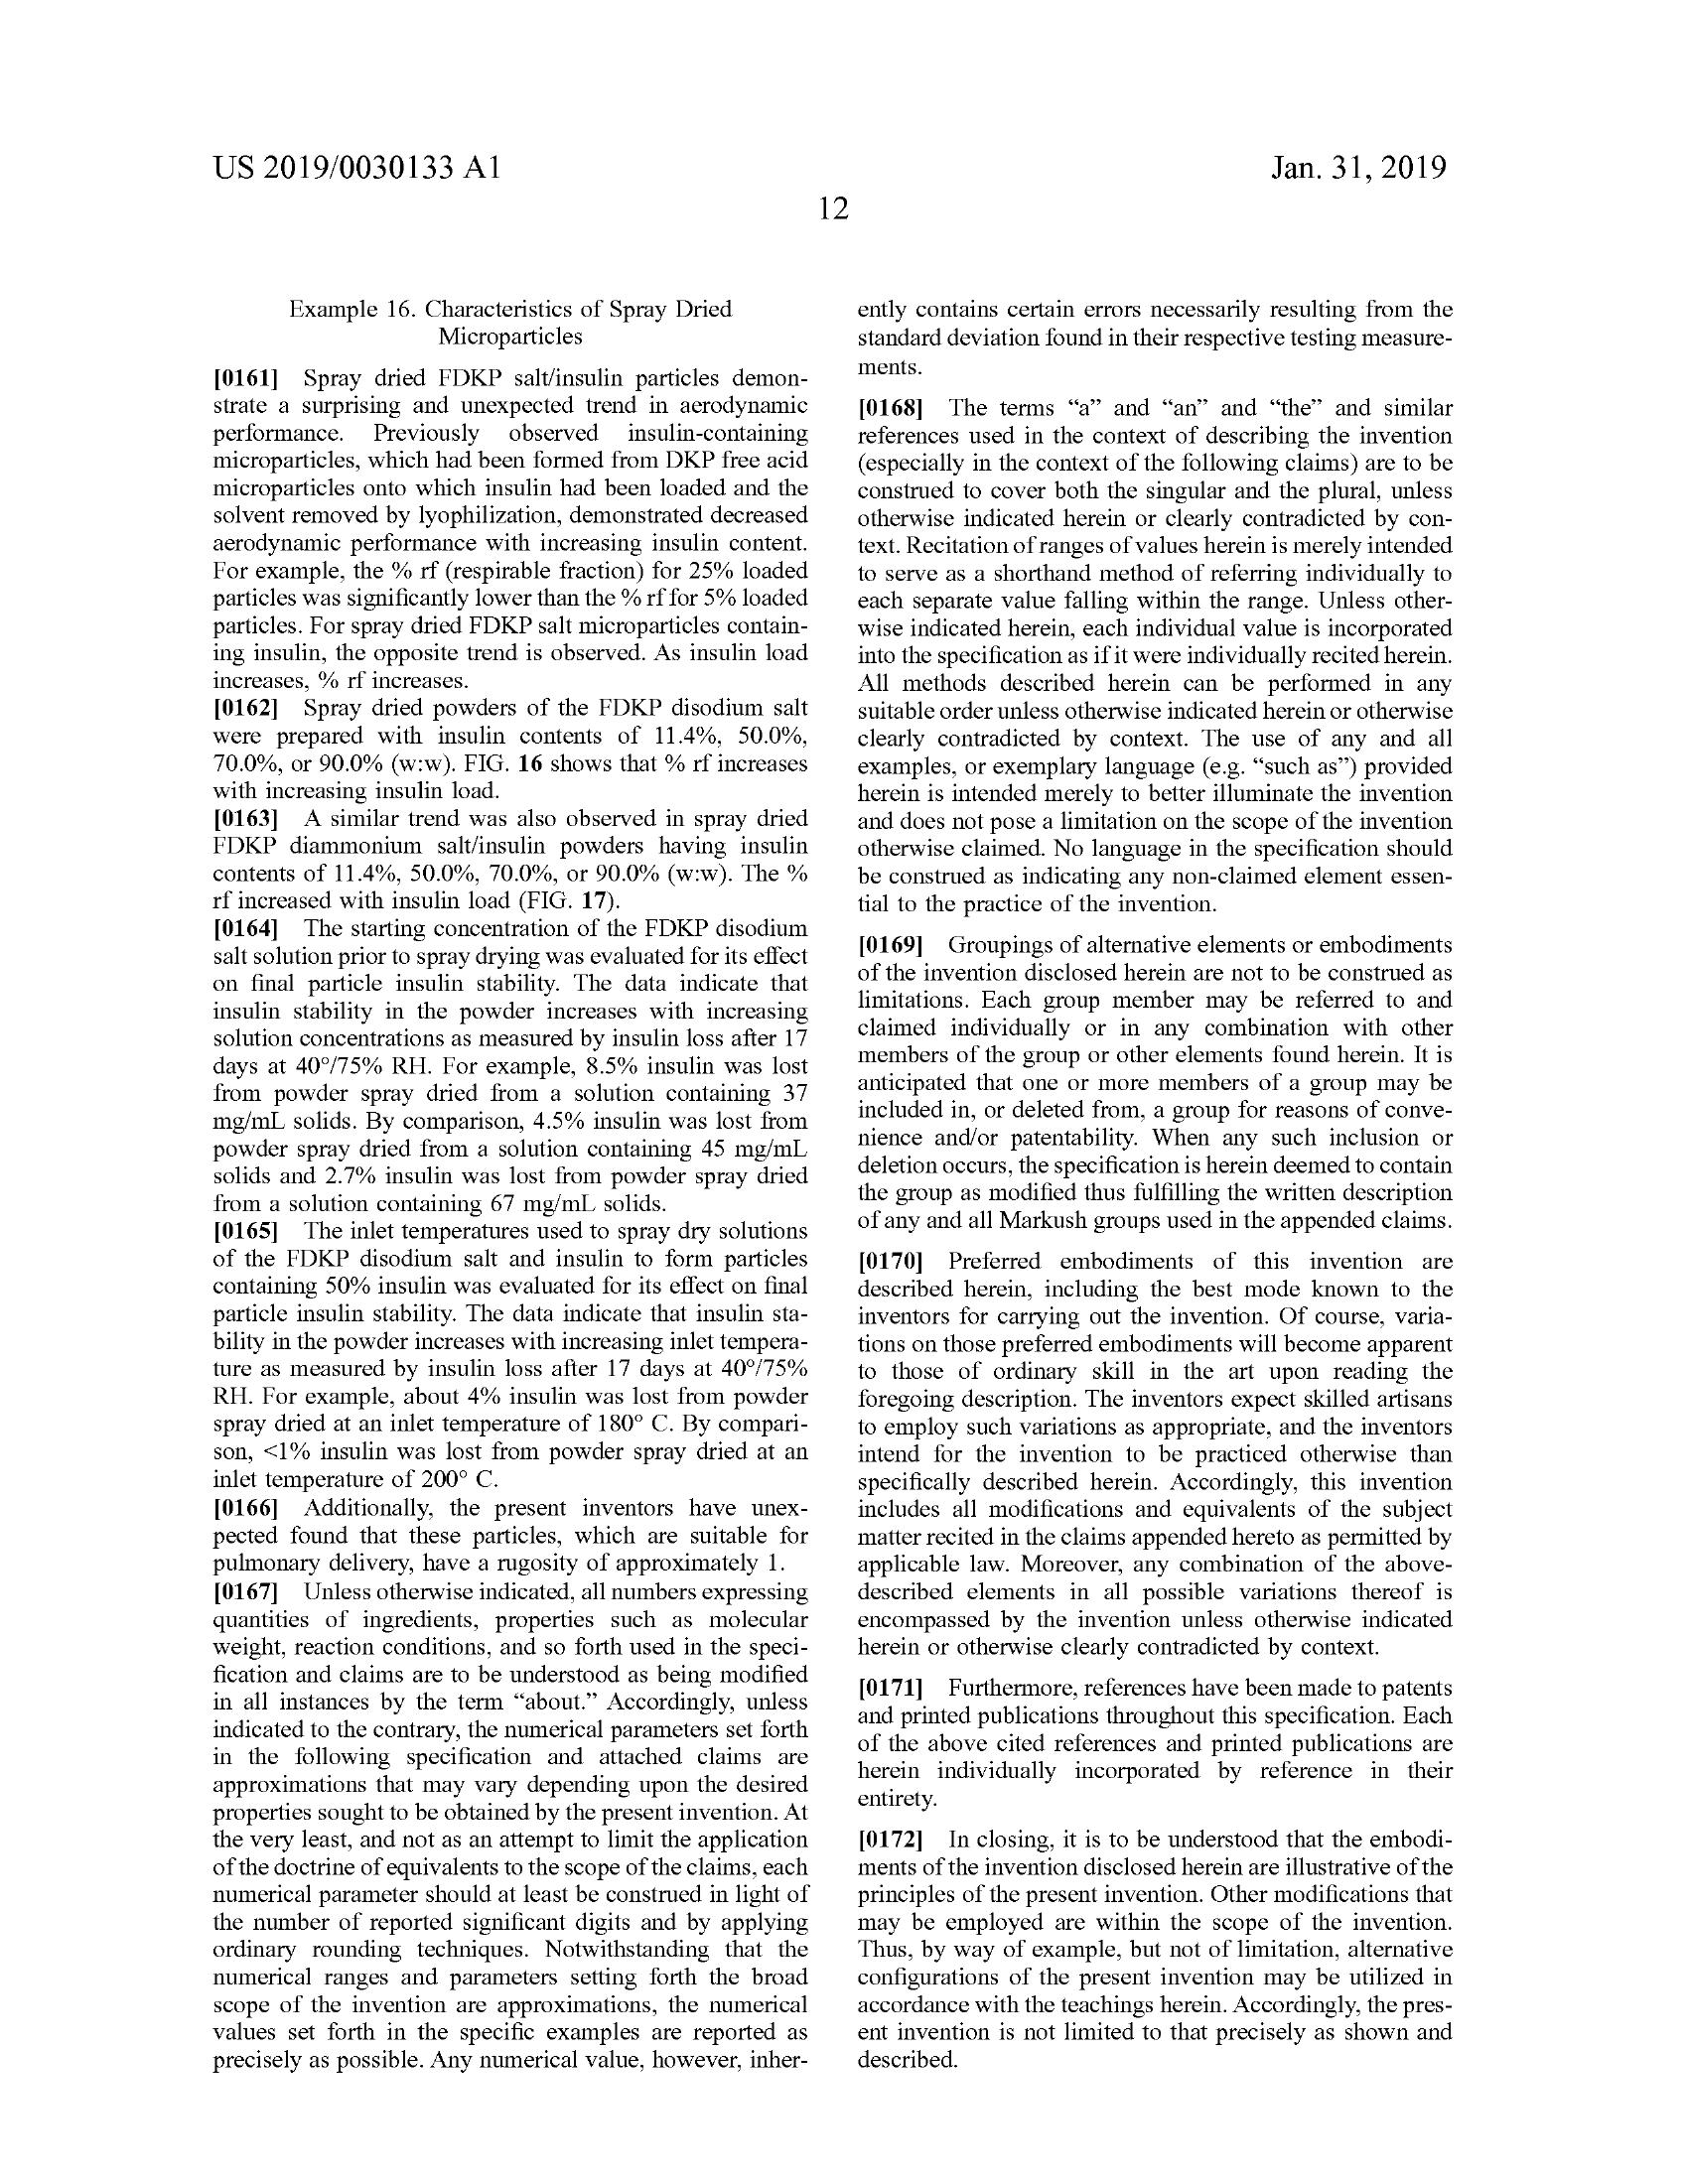 US 2019/0030133 A1
Jan. 31, 2019
12
Example 16. Characteristics of Spray Dried
Microparticles
[0161] Spray dried FDKP salt/insulin particles demon-
strate a surprising and unexpected trend in aerodynamic
performance. Previously observed insulin-containing
microparticles, which had been formed from DKP free acid
microparticles onto which insulin had been loaded and the
solvent removed by lyophilization, demonstrated decreased
aerodynamic performance with increasing insulin content.
For example, the % rf (respirable fraction) for 25% loaded
particles was significantly lower than the % rf for 5% loaded
particles. For spray dried FDKP salt microparticles contain-
ing insulin, the opposite trend is observed. As insulin load
increases, % rf increases.
[0162] Spray dried powders of the FDKP disodium salt
were prepared with insulin contents of 11.4%, 50.0%,
70.0%, or 90.0% (w:w). FIG. 16 shows that % rf increases
with increasing insulin load.
[0163] A similar trend was also observed in spray dried
FDKP diammonium salt/insulin powders having insulin
contents of 11.4%, 50.0%, 70.0%, or 90.0% (w:w). The %
rf increased with insulin load (FIG. 17).
[0164] The starting concentration of the FDKP disodium
salt solution prior to spray drying was evaluated for its effect
on final particle insulin stability. The data indicate that
insulin stability in the powder increases with increasing
solution concentrations as measured by insulin loss after 17
days at 40°/75% RH. For example, 8.5% insulin was lost
from powder spray dried from a solution containing 37
mg/mL solids. By comparison, 4.5% insulin was lost from
powder spray dried from a solution containing 45 mg/mL
solids and 2.7% insulin was lost from powder spray dried
from a solution containing 67 mg/mL solids.
[0165] The inlet temperatures used to spray dry solutions
of the FDKP disodium salt and insulin to form particles
containing 50% insulin was evaluated for its effect on final
particle insulin stability. The data indicate that insulin sta-
bility in the powder increases with increasing inlet tempera-
ture as measured by insulin loss after 17 days at 40°/75%
RH. For example, about 4% insulin was lost from powder
spray dried at an inlet temperature of 180° C. By compari-
son, <1% insulin was lost from powder spray dried at an
inlet temperature of 200° C.
[0166] Additionally, the present inventors have unex-
pected found that these particles, which are suitable for
pulmonary delivery, have a rugosity of approximately 1.
[0167] Unless otherwise indicated, all numbers expressing
quantities of ingredients, properties such as molecular
weight, reaction conditions, and so forth used in the speci-
fication and claims are to be understood as being modified
in all instances by the term “about.” Accordingly, unless
indicated to the contrary, the numerical parameters set forth
in the following specification and attached claims are
approximations that may vary depending upon the desired
properties sought to be obtained by the present invention. At
the very least, and not as an attempt to limit the application
of the doctrine of equivalents to the scope of the claims, each
numerical parameter should at least be construed in light of
the number of reported significant digits and by applying
ordinary rounding techniques. Notwithstanding that the
numerical ranges and parameters setting forth the broad
scope of the invention are approximations, the numerical
values set forth in the specific examples are reported as
precisely as possible. Any numerical value, however, inher-
ently contains certain errors necessarily resulting from the
standard deviation found in their respective testing measure-
ments.
[0168] The terms “a” and “an” and “the” and similar
references used in the context of describing the invention
(especially in the context of the following claims) are to be
construed to cover both the singular and the plural, unless
otherwise indicated herein or clearly contradicted by con-
text. Recitation of ranges of values herein is merely intended
to serve as a shorthand method of referring individually to
each separate value falling within the range. Unless other-
wise indicated herein, each individual value is incorporated
into the specification as if it were individually recited herein.
All methods described herein can be performed in any
suitable order unless otherwise indicated herein or otherwise
clearly contradicted by context. The use of any and all
examples, or exemplary language (e.g. “such as”) provided
herein is intended merely to better illuminate the invention
and does not pose a limitation on the scope of the invention
otherwise claimed. No language in the specification should
be construed as indicating any non-claimed element essen-
tial to the practice of the invention.
[0169] Groupings of alternative elements or embodiments
of the invention disclosed herein are not to be construed as
limitations. Each group member may be referred to and
claimed individually or in any combination with other
members of the group or other elements found herein. It is
anticipated that one or more members of a group may be
included in, or deleted from, a group for reasons of conve-
nience and/or patentability. When any such inclusion or
deletion occurs, the specification is herein deemed to contain
the group as modified thus fulfilling the written description
of any and all Markush groups used in the appended claims.
[0170] Preferred embodiments of this invention are
described herein, including the best mode known to the
inventors for carrying out the invention. Of course, varia-
tions on those preferred embodiments will become apparent
to those of ordinary skill in the art upon reading the
foregoing description. The inventors expect skilled artisans
to employ such variations as appropriate, and the inventors
intend for the invention to be practiced otherwise than
specifically described herein. Accordingly, this invention
includes all modifications and equivalents of the subject
matter recited in the claims appended hereto as permitted by
applicable law. Moreover, any combination of the above-
described elements in all possible variations thereof is
encompassed by the invention unless otherwise indicated
herein or otherwise clearly contradicted by context.
[0171] Furthermore, references have been made to patents
and printed publications throughout this specification. Each
of the above cited references and printed publications are
herein individually incorporated by reference in their
entirety.
[0172] In closing, it is to be understood that the embodi-
ments of the invention disclosed herein are illustrative of the
principles of the present invention. Other modifications that
may be employed are within the scope of the invention.
Thus, by way of example, but not of limitation, alternative
configurations of the present invention may be utilized in
accordance with the teachings herein. Accordingly, the pres-
ent invention is not limited to that precisely as shown and
described.